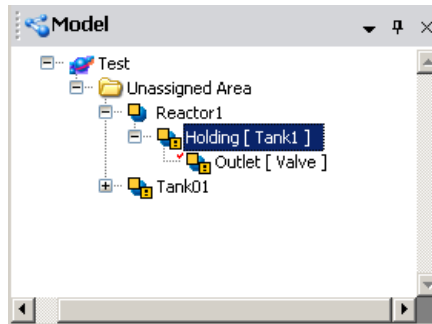 Model
Test
Unassigned Area
Reactor1
Holding [ Tank1 ]
Outlet [ Valve ]
Tank01